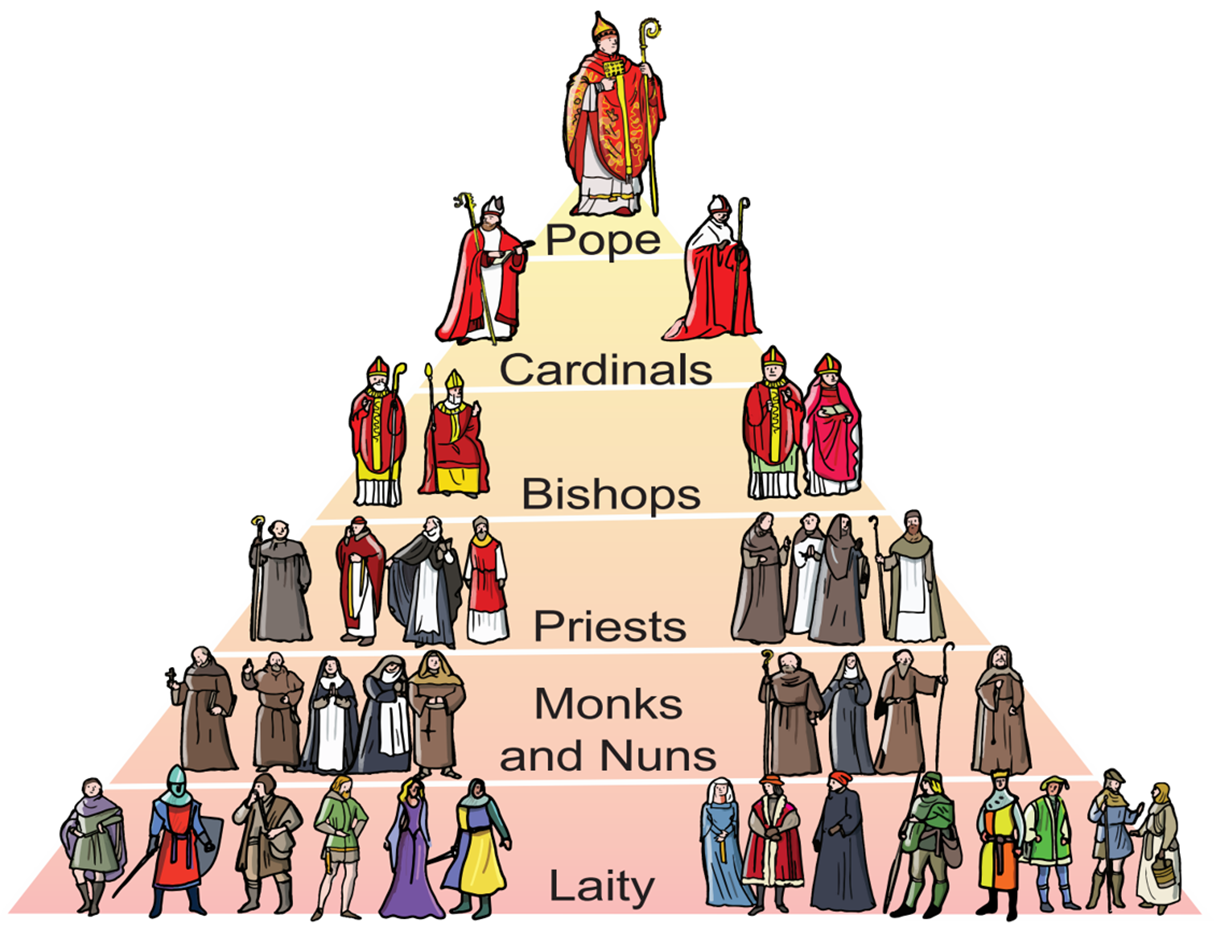 Pope
Cardinals
Bishops
Priests
Monks
and Nuns
Laity